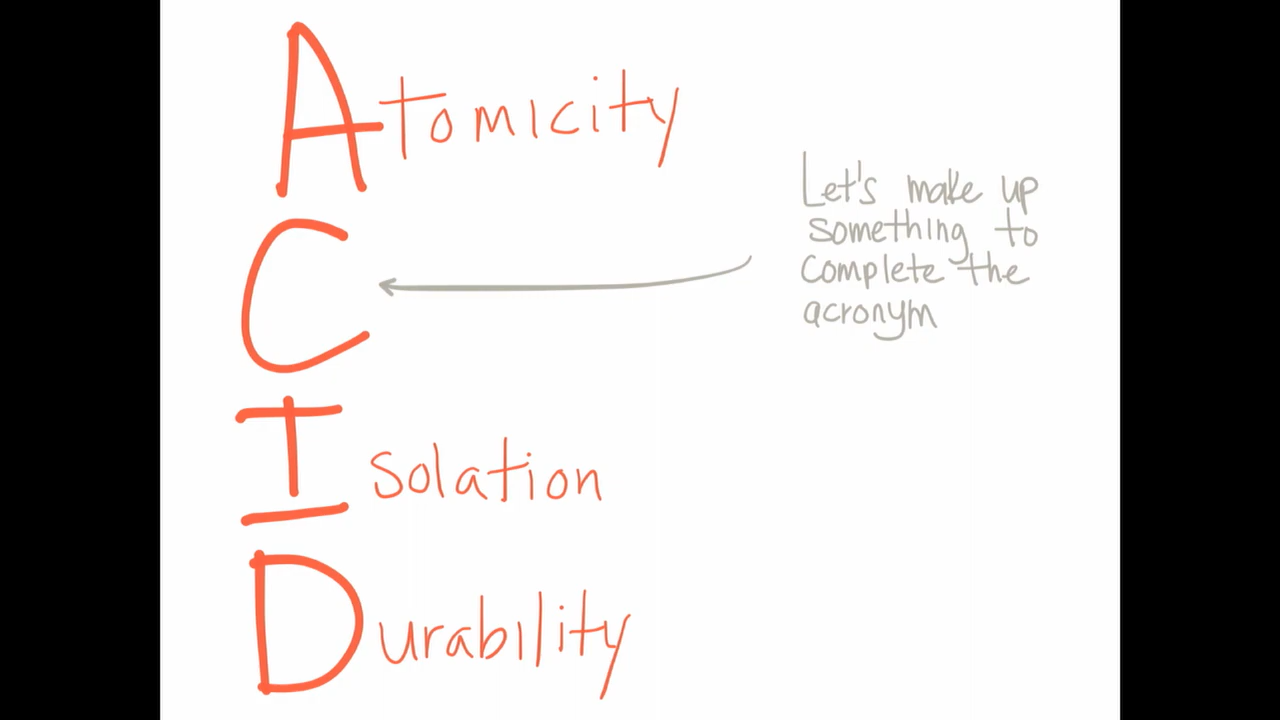 Atomicity
C
Let's make up
something to
complete the
acronym
Isolation
Durability